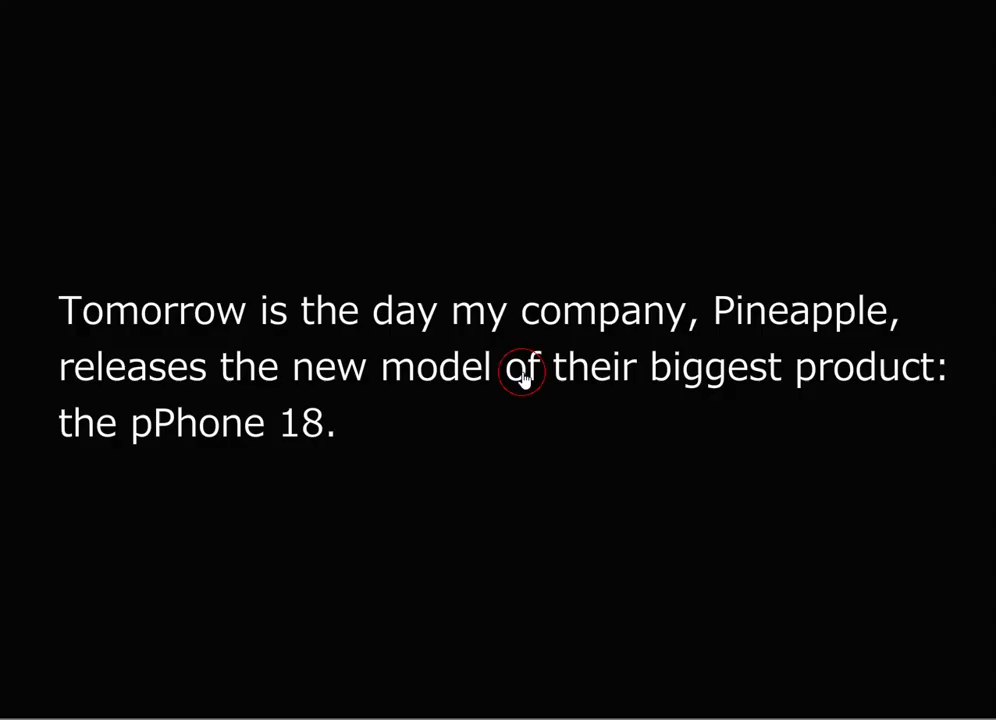 Tomorrow is the day my company, Pineapple,
releases the new model of their biggest product:
the pPhone 18.